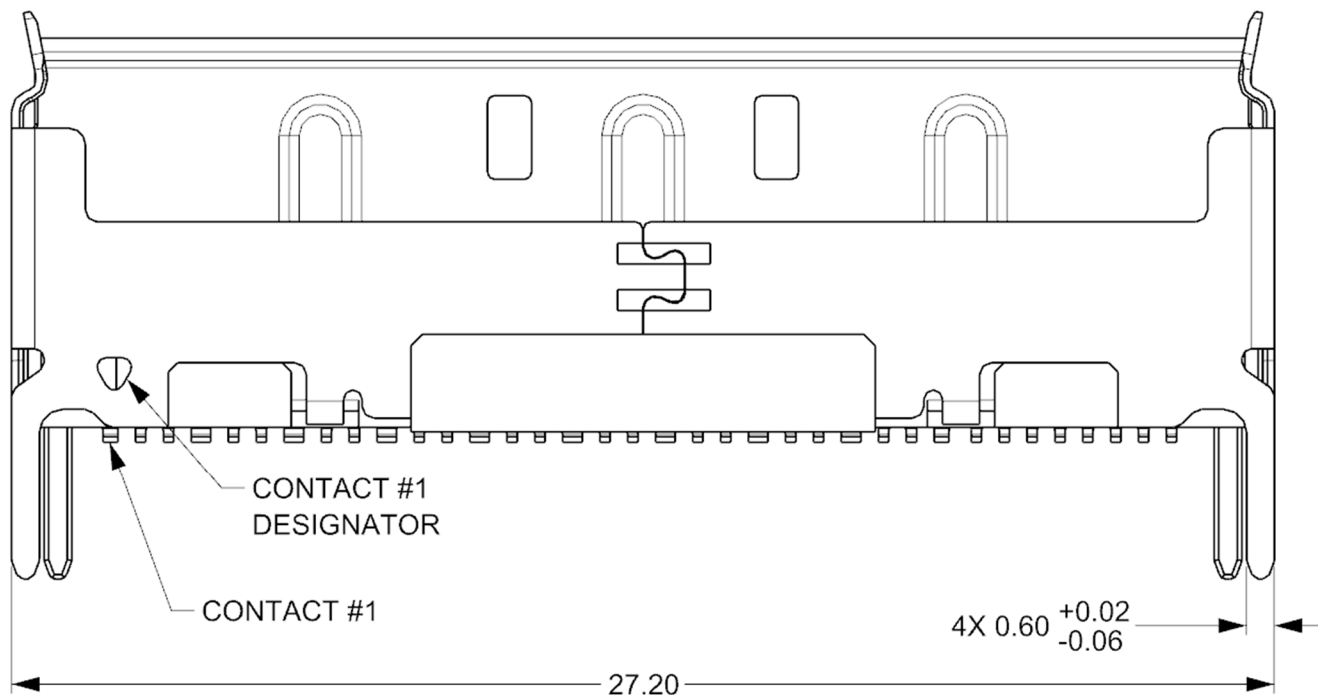 CONTACT #1
DESIGNATOR
CONTACT #1
4X 0.60 +0.02
-0.06
27.20